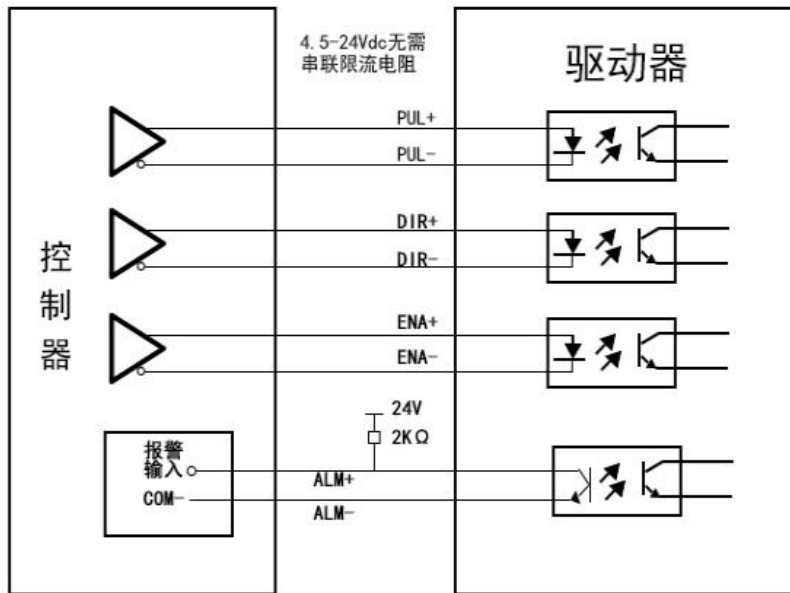 4.5-24Vdc无需
串联限流电阻
驱动器
PUL+
PUL-
DIR+
DIR-
控制器
ENA+
ENA-
24V
2KΩ
报警
输入
ALM+
COM-
ALM-